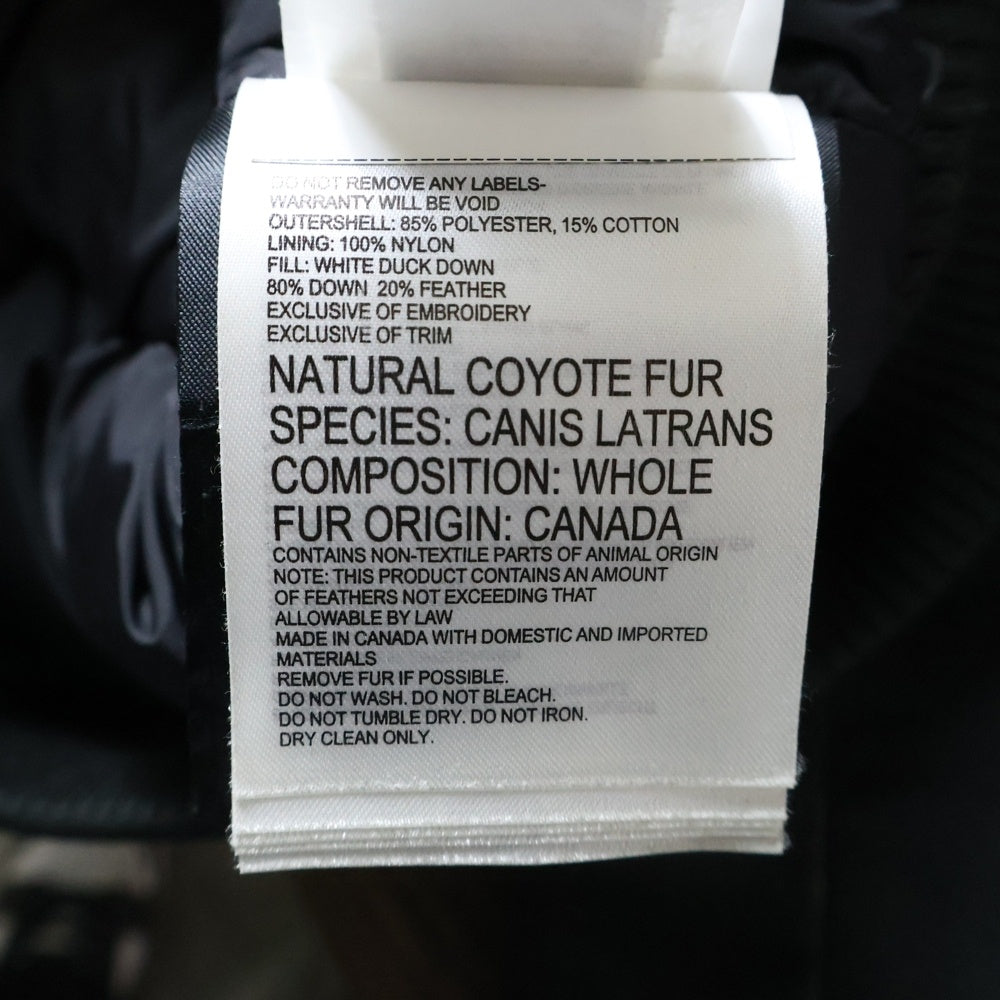 DO NOT REMOVE ANY LABELS-
WARRANTY WILL BE VOID
OUTERSHELL: 85% POLYESTER, 15% COTTON
LINING: 100% NYLON
FILL: WHITE DUCK DOWN
80% DOWN 20% FEATHER
EXCLUSIVE OF EMBROIDERY
EXCLUSIVE OF TRIM
NATURAL COYOTE FUR
SPECIES: CANIS LATRANS
COMPOSITION: WHOLE
FUR ORIGIN: CANADA
CONTAINS NON-TEXTILE PARTS OF ANIMAL ORIGIN
NOTE: THIS PRODUCT CONTAINS AN AMOUNT
OF FEATHERS NOT EXCEEDING THAT
ALLOWABLE BY LAW
MADE IN CANADA WITH DOMESTIC AND IMPORTED
MATERIALS
REMOVE FUR IF POSSIBLE.
DO NOT WASH. DO NOT BLEACH.
DO NOT TUMBLE DRY. DO NOT IRON.
DRY CLEAN ONLY.